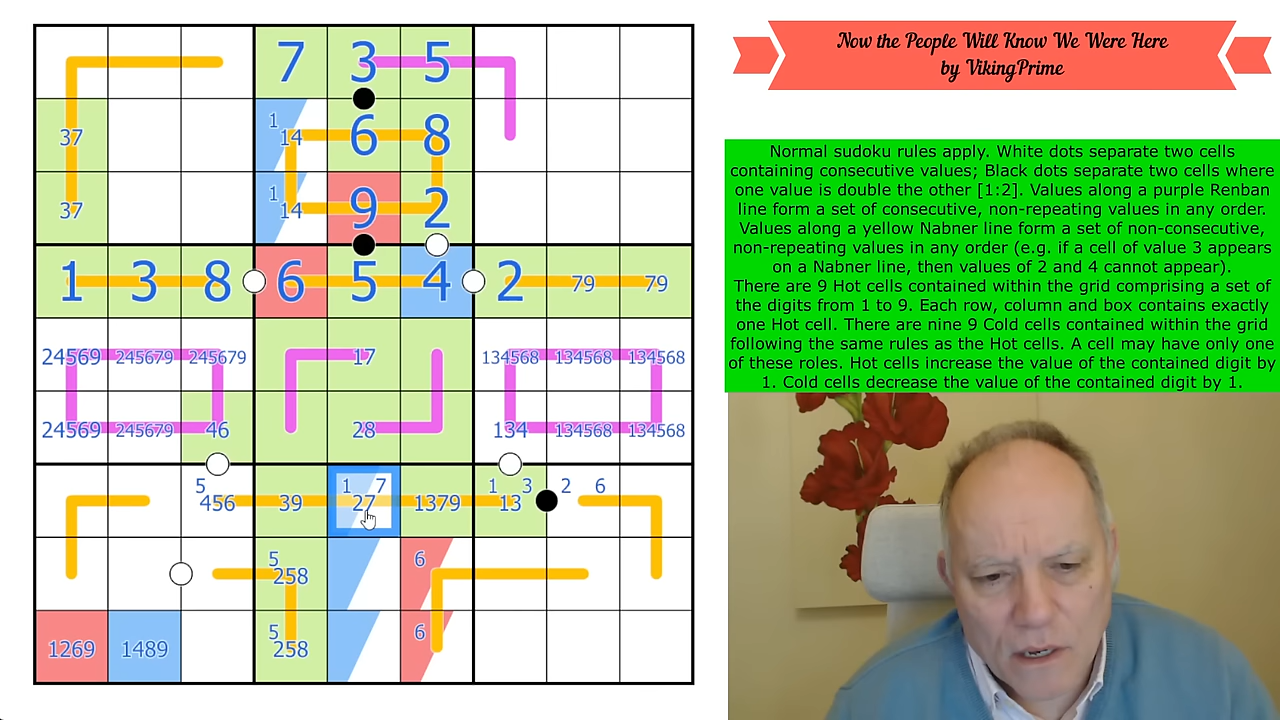 Now the People Will Know We Were Here
by VikingPrime
Normal sudoku rules apply. White dots separate two cells
containing consecutive values; Black dots separate two cells where
one value is double the other [1:2]. Values along a purple Renban
line form a set of consecutive, non-repeating values in any order.
Values along a yellow Nabner line form a set of non-consecutive,
non-repeating values in any order (e.g. if a cell of value 3 appears
on a Nabner line, then values of 2 and 4 cannot appear).
There are 9 Hot cells contained within the grid comprising a set of
the digits from 1 to 9. Each row, column and box contains exactly
one Hot cell. There are nine 9 Cold cells contained within the grid
following the same rules as the Hot cells. A cell may have only one
of these roles. Hot cells increase the value of the contained digit by
1. Cold cells decrease the value of the contained digit by 1.
7 3 5
1
37 14 6 8
1
37 14 9 2
1 3 8 6 5 4 2 79 79
24569 245679 245679 17 134568 134568 134568
24569 245679 46 28 134 134568 134568
5 1 7 1 3 2 6
456 39 27 1379 13
5 6
258
5 6
1269 1489 258